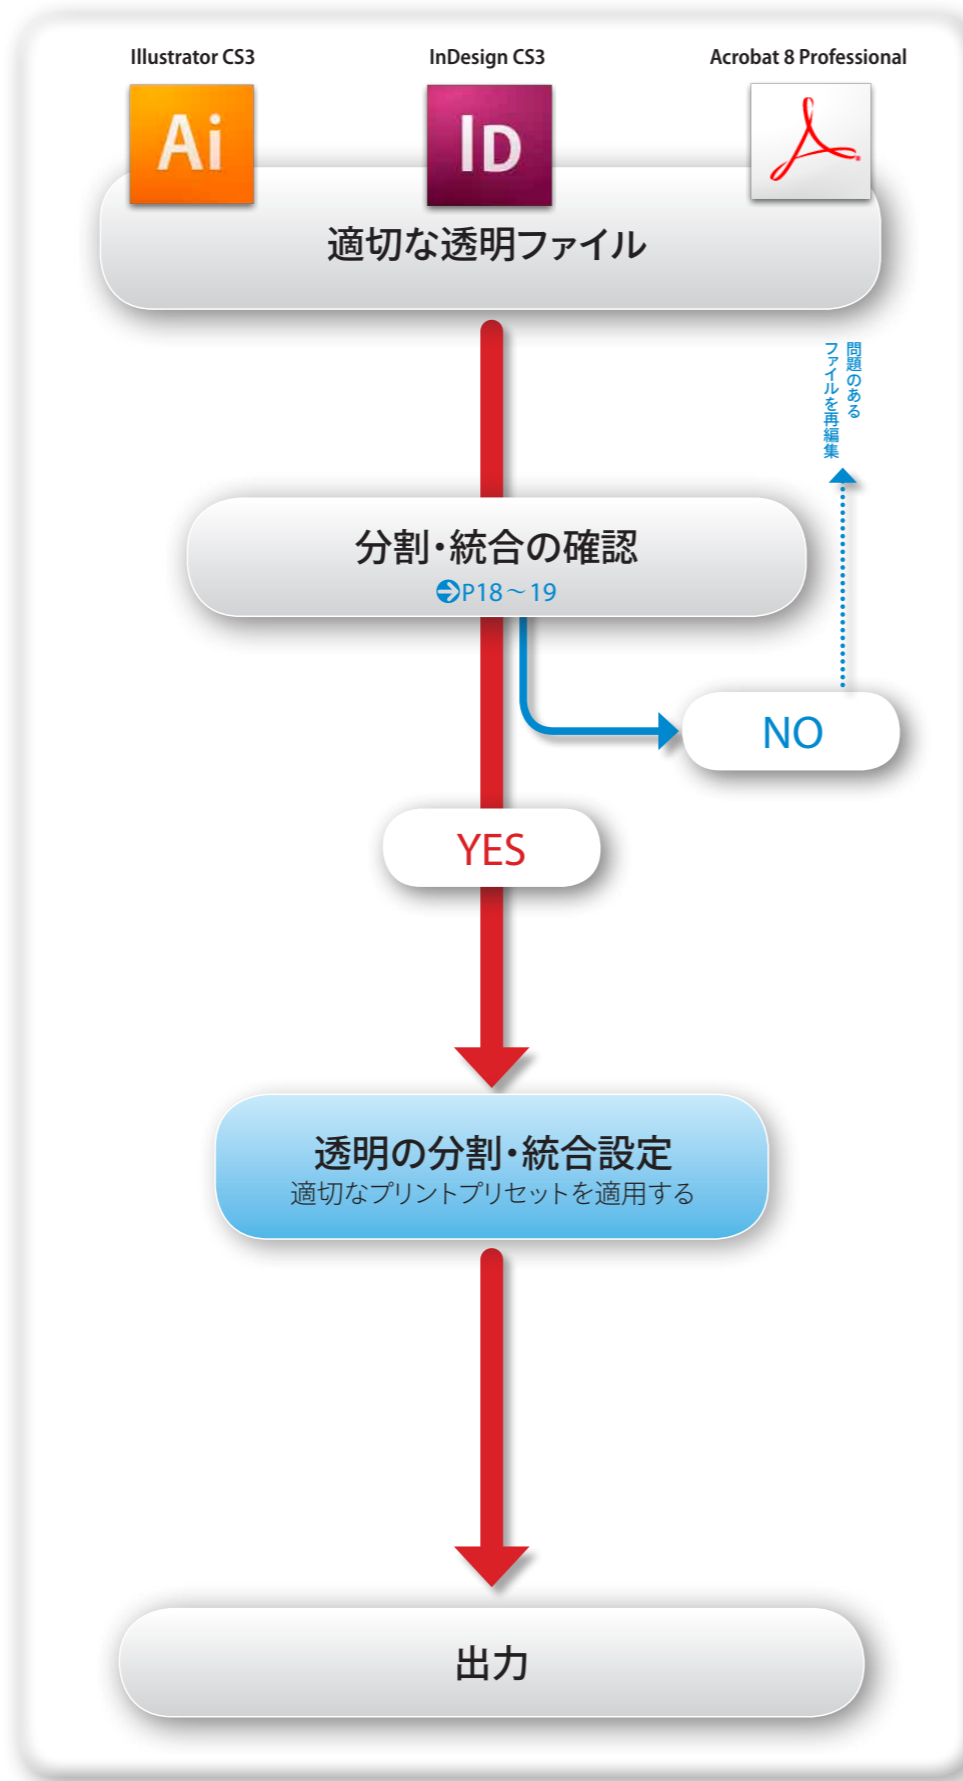 Illustrator CS3
InDesign CS3
Acrobat 8 Professional
Ai
ID
適切な透明ファイル
問題のある
ファイルを再編集
分割・統合の確認
P18～19
NO
YES
透明の分割・統合設定
適切なプリントプリセットを適用する
出力